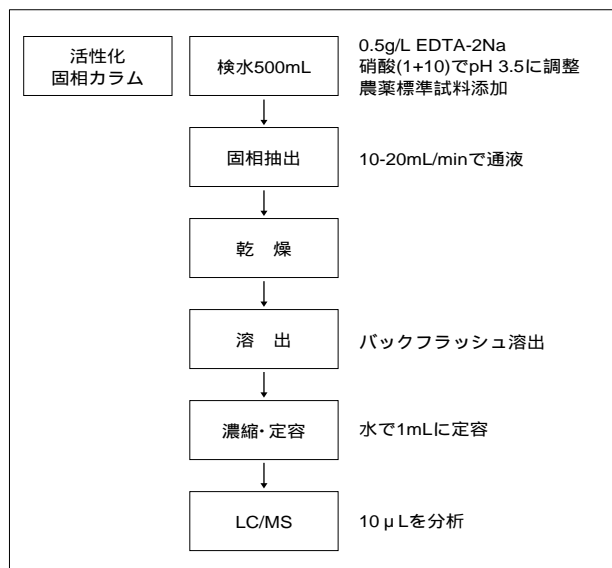 活性化
固相カラム
検水500mL
0.5g/L EDTA-2Na
硝酸(1+10)でpH 3.5に調整
農薬標準試料添加
固相抽出
10-20mL/minで通液
乾　燥
溶　出
バックフラッシュ溶出
濃縮・定容
水で1mLに定容
LC/MS
10μLを分析